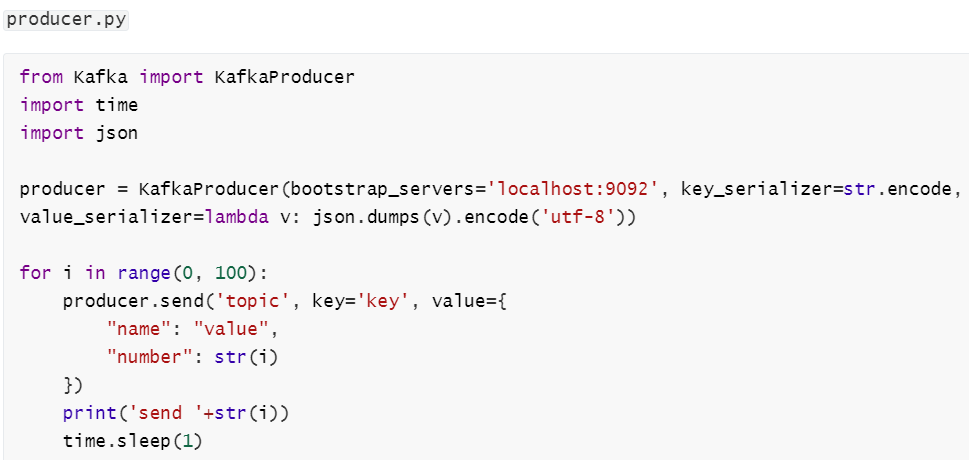 producer.py
from Kafka import KafkaProducer
import time
import json
producer = KafkaProducer(bootstrap_servers='localhost:9092', key_serializer=str.encode,
value_serializer=lambda v: json.dumps(v).encode('utf-8'))
for i in range(0, 100):
    producer.send('topic', key='key', value={
        "name": "value",
        "number": str(i)
    })
    print('send '+str(i))
    time.sleep(1)